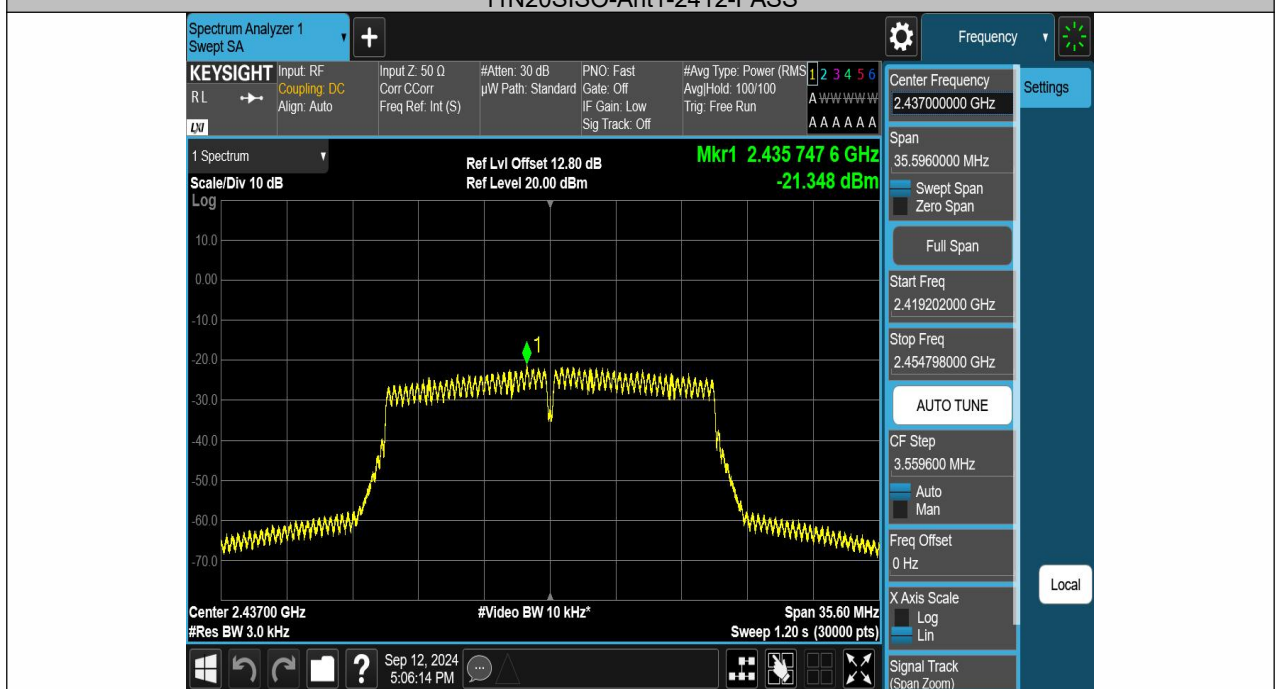 11N20SISO-Ant1-2412-PASS
Spectrum Analyzer 1
Swept SA
+
Frequency
KEYSIGHT
RL
LXI
Input: RF
Coupling: DC
Align: Auto
Input Z: 50 Ω
Corr CCorr
Freq Ref: Int (S)
#Atten: 30 dB
µW Path: Standard
PNO: Fast
Gate: Off
IF Gain: Low
Sig Track: Off
#Avg Type: Power (RMS
Avg|Hold: 100/100
Trig: Free Run
1 2 3 4 5 6
A W W W W W
A A A A A A
Center Frequency
2.437000000 GHz
Settings
Span
35.5960000 MHz
Swept Span
Zero Span
Full Span
Start Freq
2.419202000 GHz
Stop Freq
2.454798000 GHz
AUTO TUNE
CF Step
3.559600 MHz
Auto
Man
Freq Offset
0 Hz
X Axis Scale
Log
Lin
Local
Signal Track
(Span Zoom)
1 Spectrum
Scale/Div 10 dB
Ref Lvl Offset 12.80 dB
Ref Level 20.00 dBm
Mkr1 2.435 747 6 GHz
-21.348 dBm
Log
10.0
0.00
-10.0
-20.0
-30.0
-40.0
-50.0
-60.0
-70.0
1
Center 2.43700 GHz
#Res BW 3.0 kHz
#Video BW 10 kHz*
Span 35.60 MHz
Sweep 1.20 s (30000 pts)
?
Sep 12, 2024
5:06:14 PM